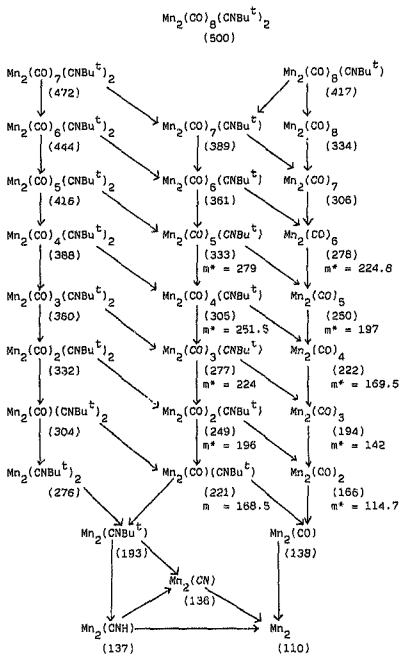 Mn₂(CO)₈(CNBuᵗ)₂
(500)
Mn₂(CO)₇(CNBuᵗ)₂ Mn₂(CO)₈(CNBuᵗ)
(472) (417)
Mn₂(CO)₆(CNBuᵗ)₂ Mn₂(CO)₇(CNBuᵗ) Mn₂(CO)₈
(444) (389) (334)
Mn₂(CO)₅(CNBuᵗ)₂ Mn₂(CO)₆(CNBuᵗ) Mn₂(CO)₇
(416) (361) (306)
Mn₂(CO)₄(CNBuᵗ)₂ Mn₂(CO)₅(CNBuᵗ) Mn₂(CO)₆
(388) (333) (278)
m* = 279 m* = 224.8
Mn₂(CO)₃(CNBuᵗ)₂ Mn₂(CO)₄(CNBuᵗ) Mn₂(CO)₅
(360) (305) (250)
m* = 251.5 m* = 197
Mn₂(CO)₂(CNBuᵗ)₂ Mn₂(CO)₃(CNBuᵗ) Mn₂(CO)₄
(332) (277) (222)
m* = 224 m* = 169.5
Mn₂(CO)(CNBuᵗ)₂ Mn₂(CO)₂(CNBuᵗ) Mn₂(CO)₃
(304) (249) (194)
m* = 196 m* = 142
Mn₂(CNBuᵗ)₂ Mn₂(CO)(CNBuᵗ) Mn₂(CO)₂
(276) (221) (166)
m = 168.5 m* = 114.7
Mn₂(CNBuᵗ) Mn₂(CO)
(193) (138)
Mn₂(CN)
(136)
Mn₂(CNH) Mn₂
(137) (110)